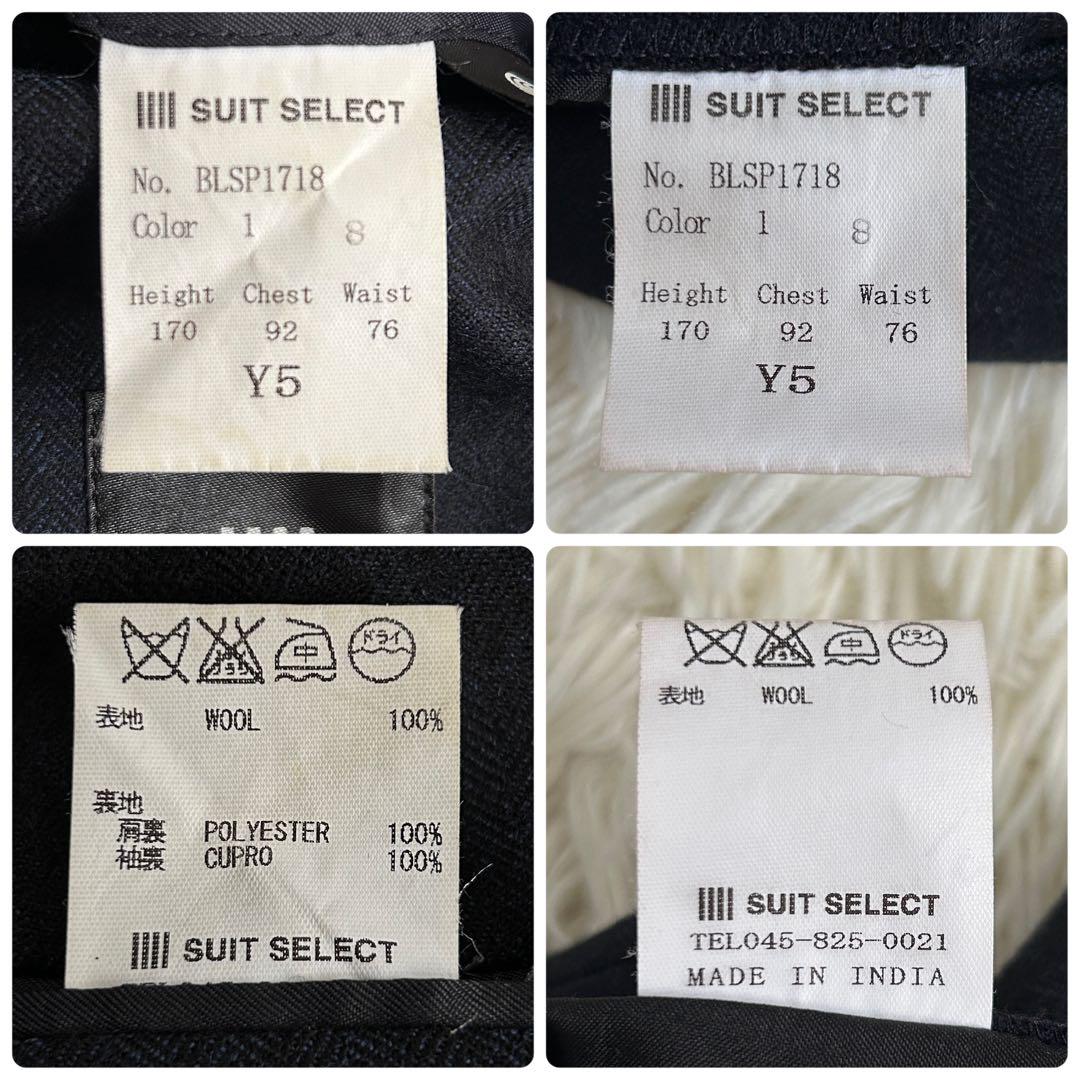 SUIT SELECT
No. BLSP1718
Color 1 8
Height Chest Waist
170 92 76
Y5
SUIT SELECT
No. BLSP1718
Color 1 8
Height Chest Waist
170 92 76
Y5
中 ドライ
表地 WOOL 100%
裏地
肩裏 POLYESTER 100%
袖裏 CUPRO 100%
SUIT SELECT
中 ドライ
表地 WOOL 100%
SUIT SELECT
TEL045-825-0021
MADE IN INDIA